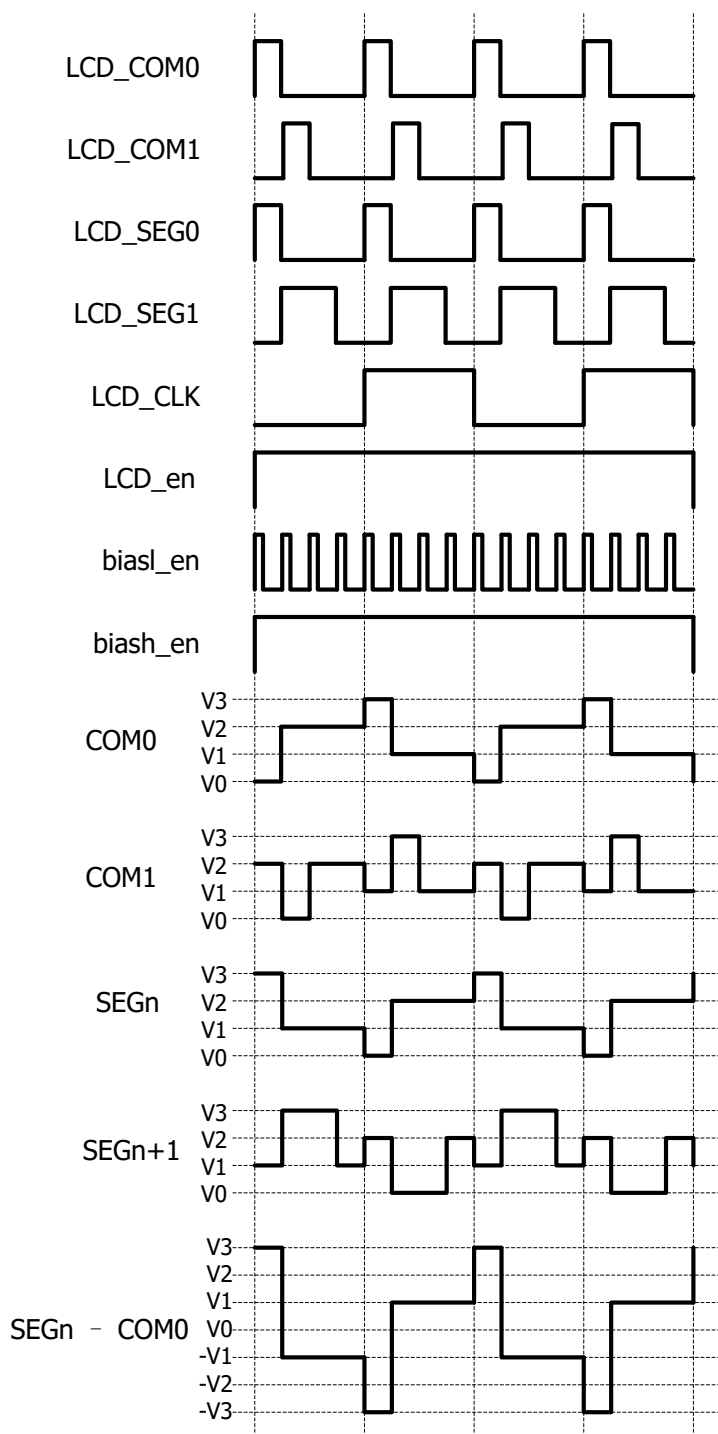 LCD_COM0
LCD_COM1
LCD_SEG0
LCD_SEG1
LCD_CLK
LCD_en
biasl_en
biash_en
V3
V2
COM0
V1
V0
V3
V2
COM1
V1
V0
V3
SEGn
V2
V1
V0
V3
V2
SEGn+1
V1
V0
V3
V2
V1
SEGn - COM0 V0
-V1
-V2
-V3